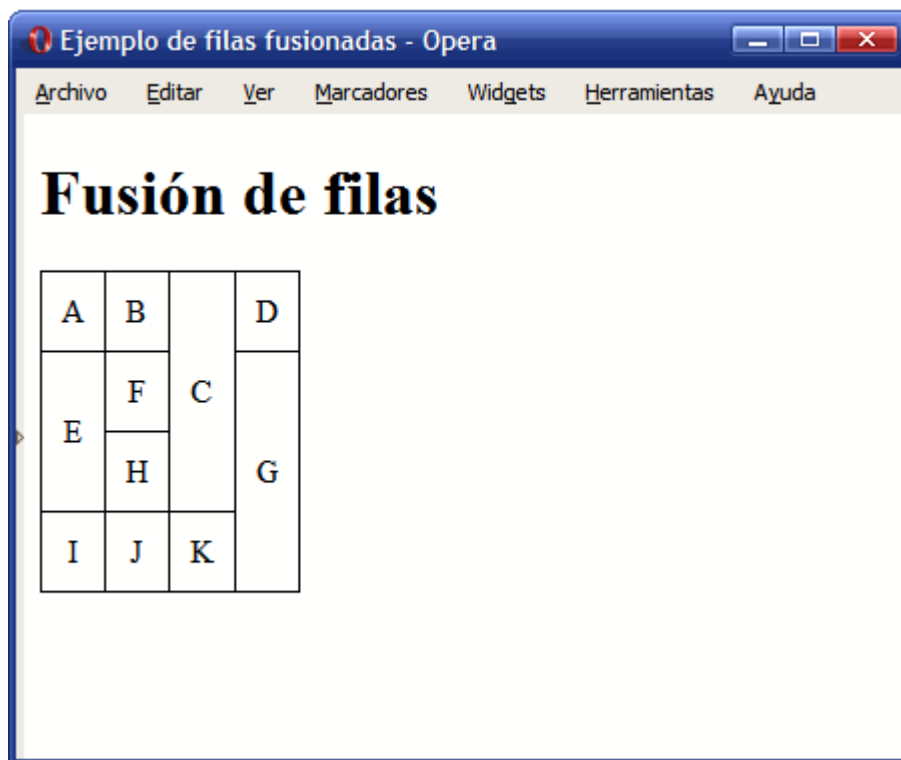 Ejemplo de filas fusionadas - Opera
Archivo Editar Ver Marcadores Widgets Herramientas Ayuda
Fusión de filas
A B C D
E F G
H
I J K